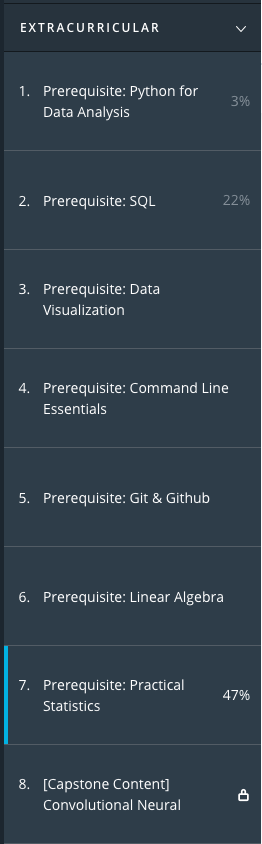 EXTRACURRICULAR
1. Prerequisite: Python for
Data Analysis
3%
2. Prerequisite: SQL
22%
3. Prerequisite: Data
Visualization
4. Prerequisite: Command Line
Essentials
5. Prerequisite: Git & Github
6. Prerequisite: Linear Algebra
7. Prerequisite: Practical
Statistics
47%
8. [Capstone Content]
Convolutional Neural